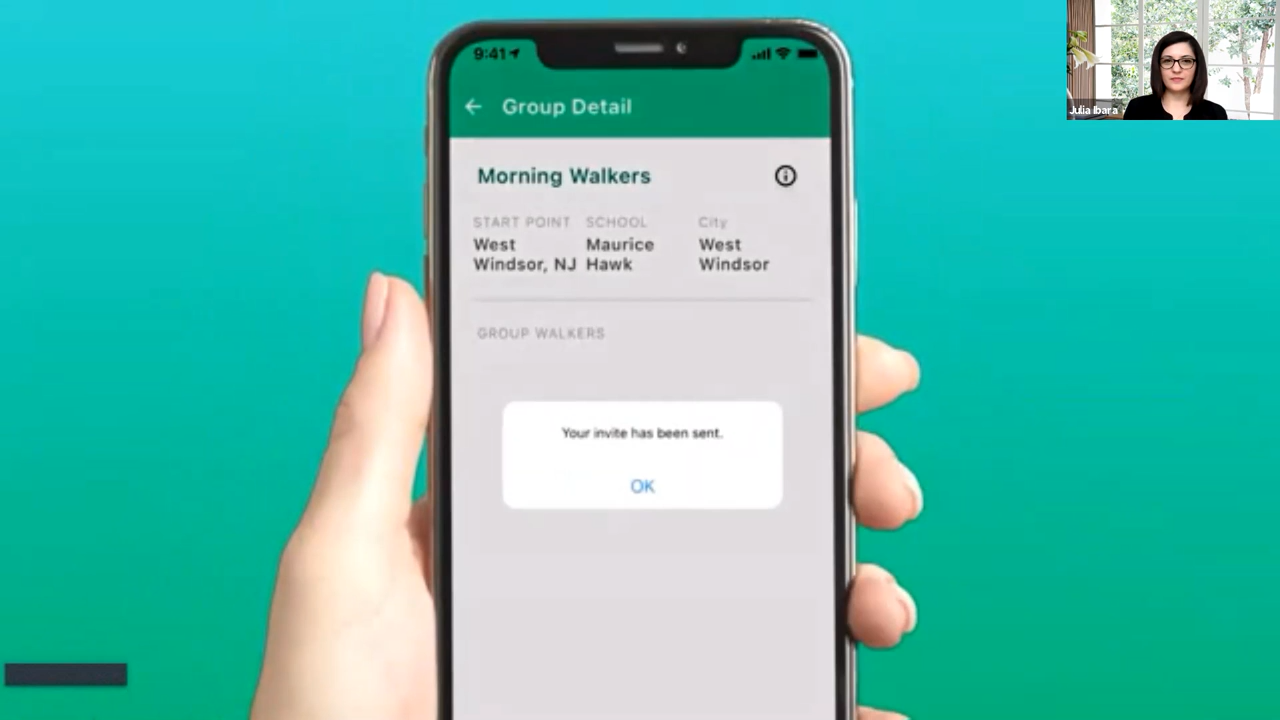 9:41
Group Detail
Morning Walkers
START POINT SCHOOL City
West Maurice West
Windsor, NJ Hawk Windsor
GROUP WALKERS
Your invite has been sent.
OK
Julia Ibara